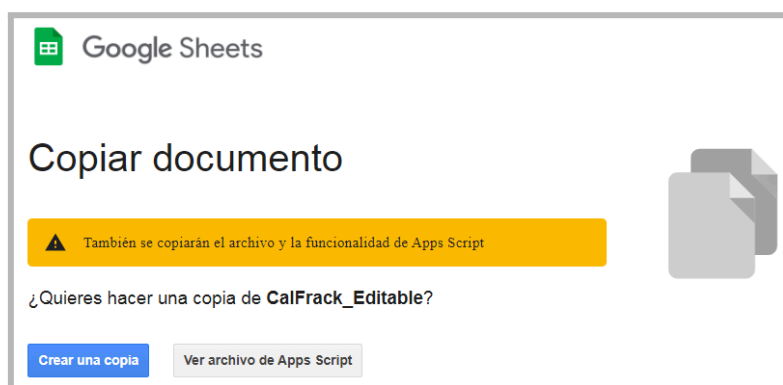 Google Sheets
Copiar documento
También se copiarán el archivo y la funcionalidad de Apps Script
¿Quieres hacer una copia de CalFrack_Editable?
Crear una copia Ver archivo de Apps Script